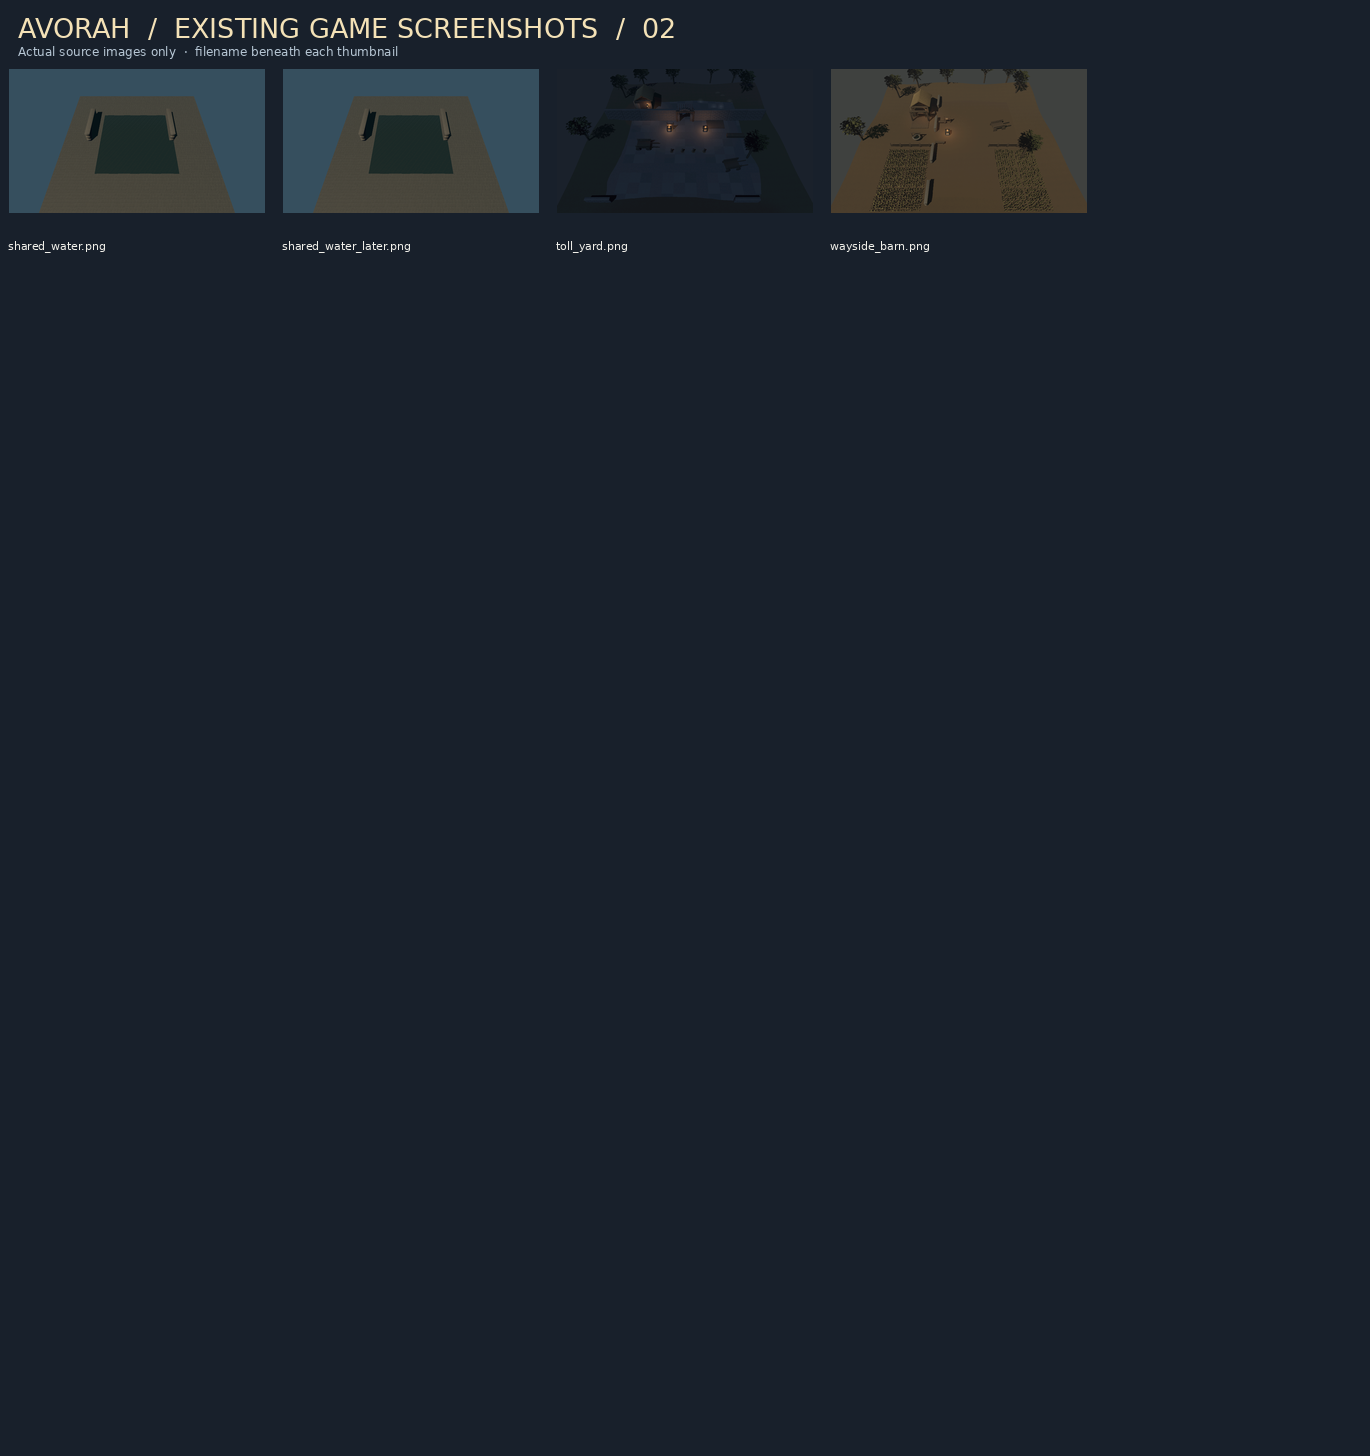 AVORAH / EXISTING GAME SCREENSHOTS / 02
Actual source images only · filename beneath each thumbnail
shared_water.png
shared_water_later.png
toll_yard.png
wayside_barn.png